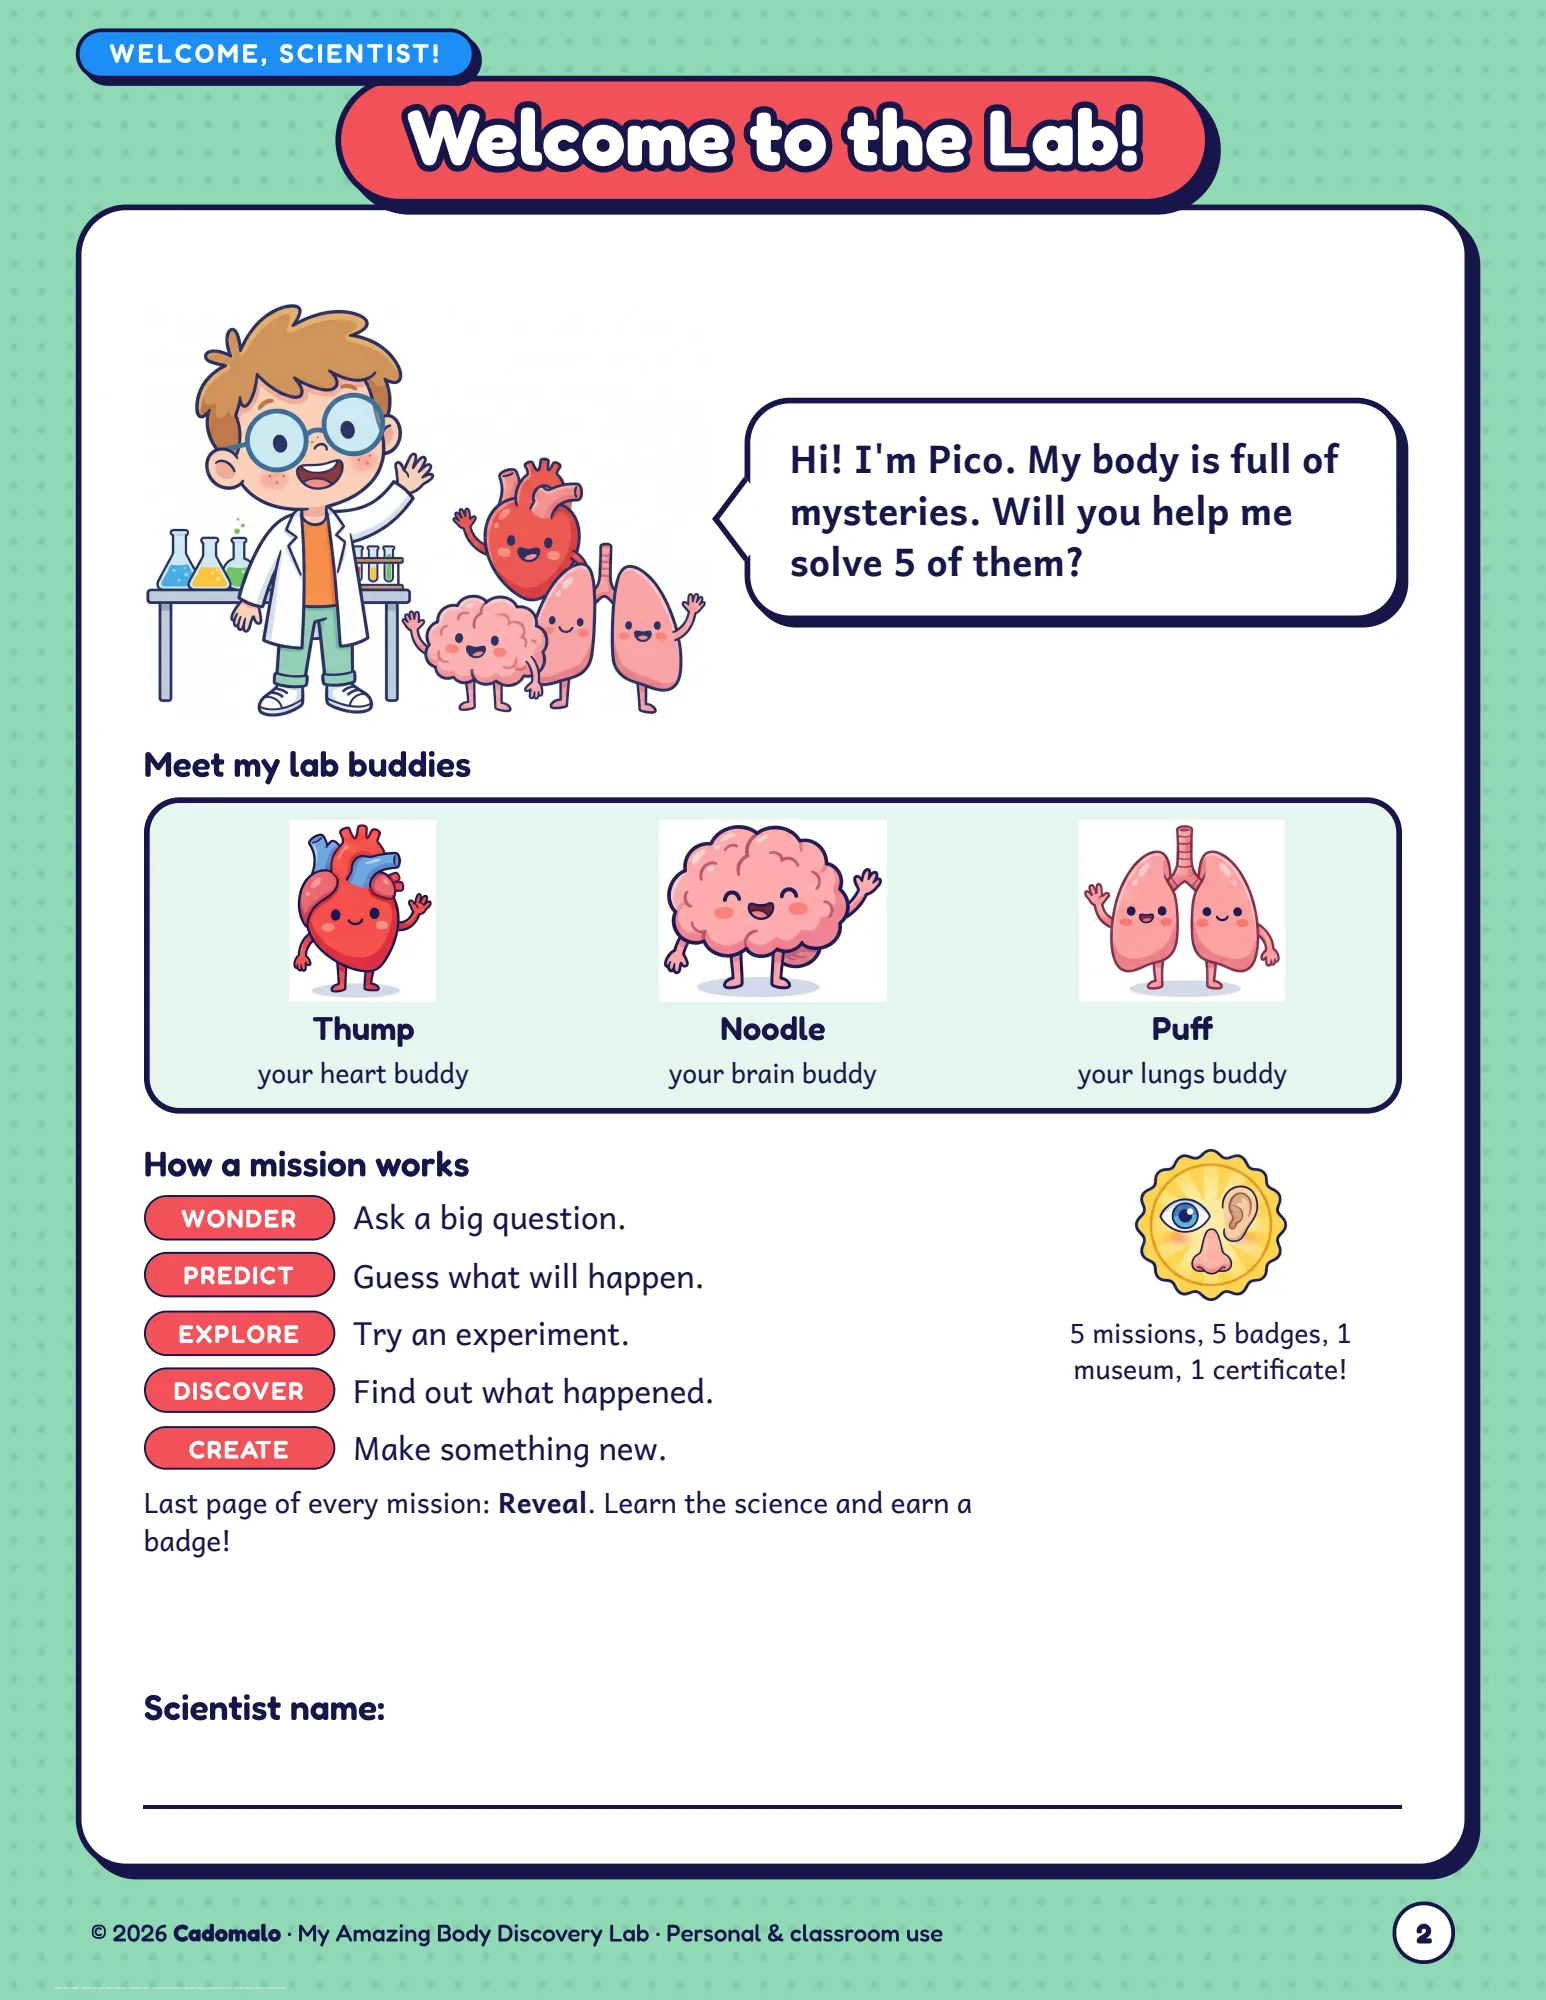 WELCOME, SCIENTIST!
Welcome to the Lab!
Hi! I'm Pico. My body is full of
mysteries. Will you help me
solve 5 of them?
Meet my lab buddies
Thump
your heart buddy
Noodle
your brain buddy
Puff
your lungs buddy
How a mission works
WONDER Ask a big question.
PREDICT Guess what will happen.
EXPLORE Try an experiment.
DISCOVER Find out what happened.
CREATE Make something new.
Last page of every mission: Reveal. Learn the science and earn a
badge!
5 missions, 5 badges, 1
museum, 1 certificate!
Scientist name:
© 2026 Cadomalo · My Amazing Body Discovery Lab · Personal & classroom use
2